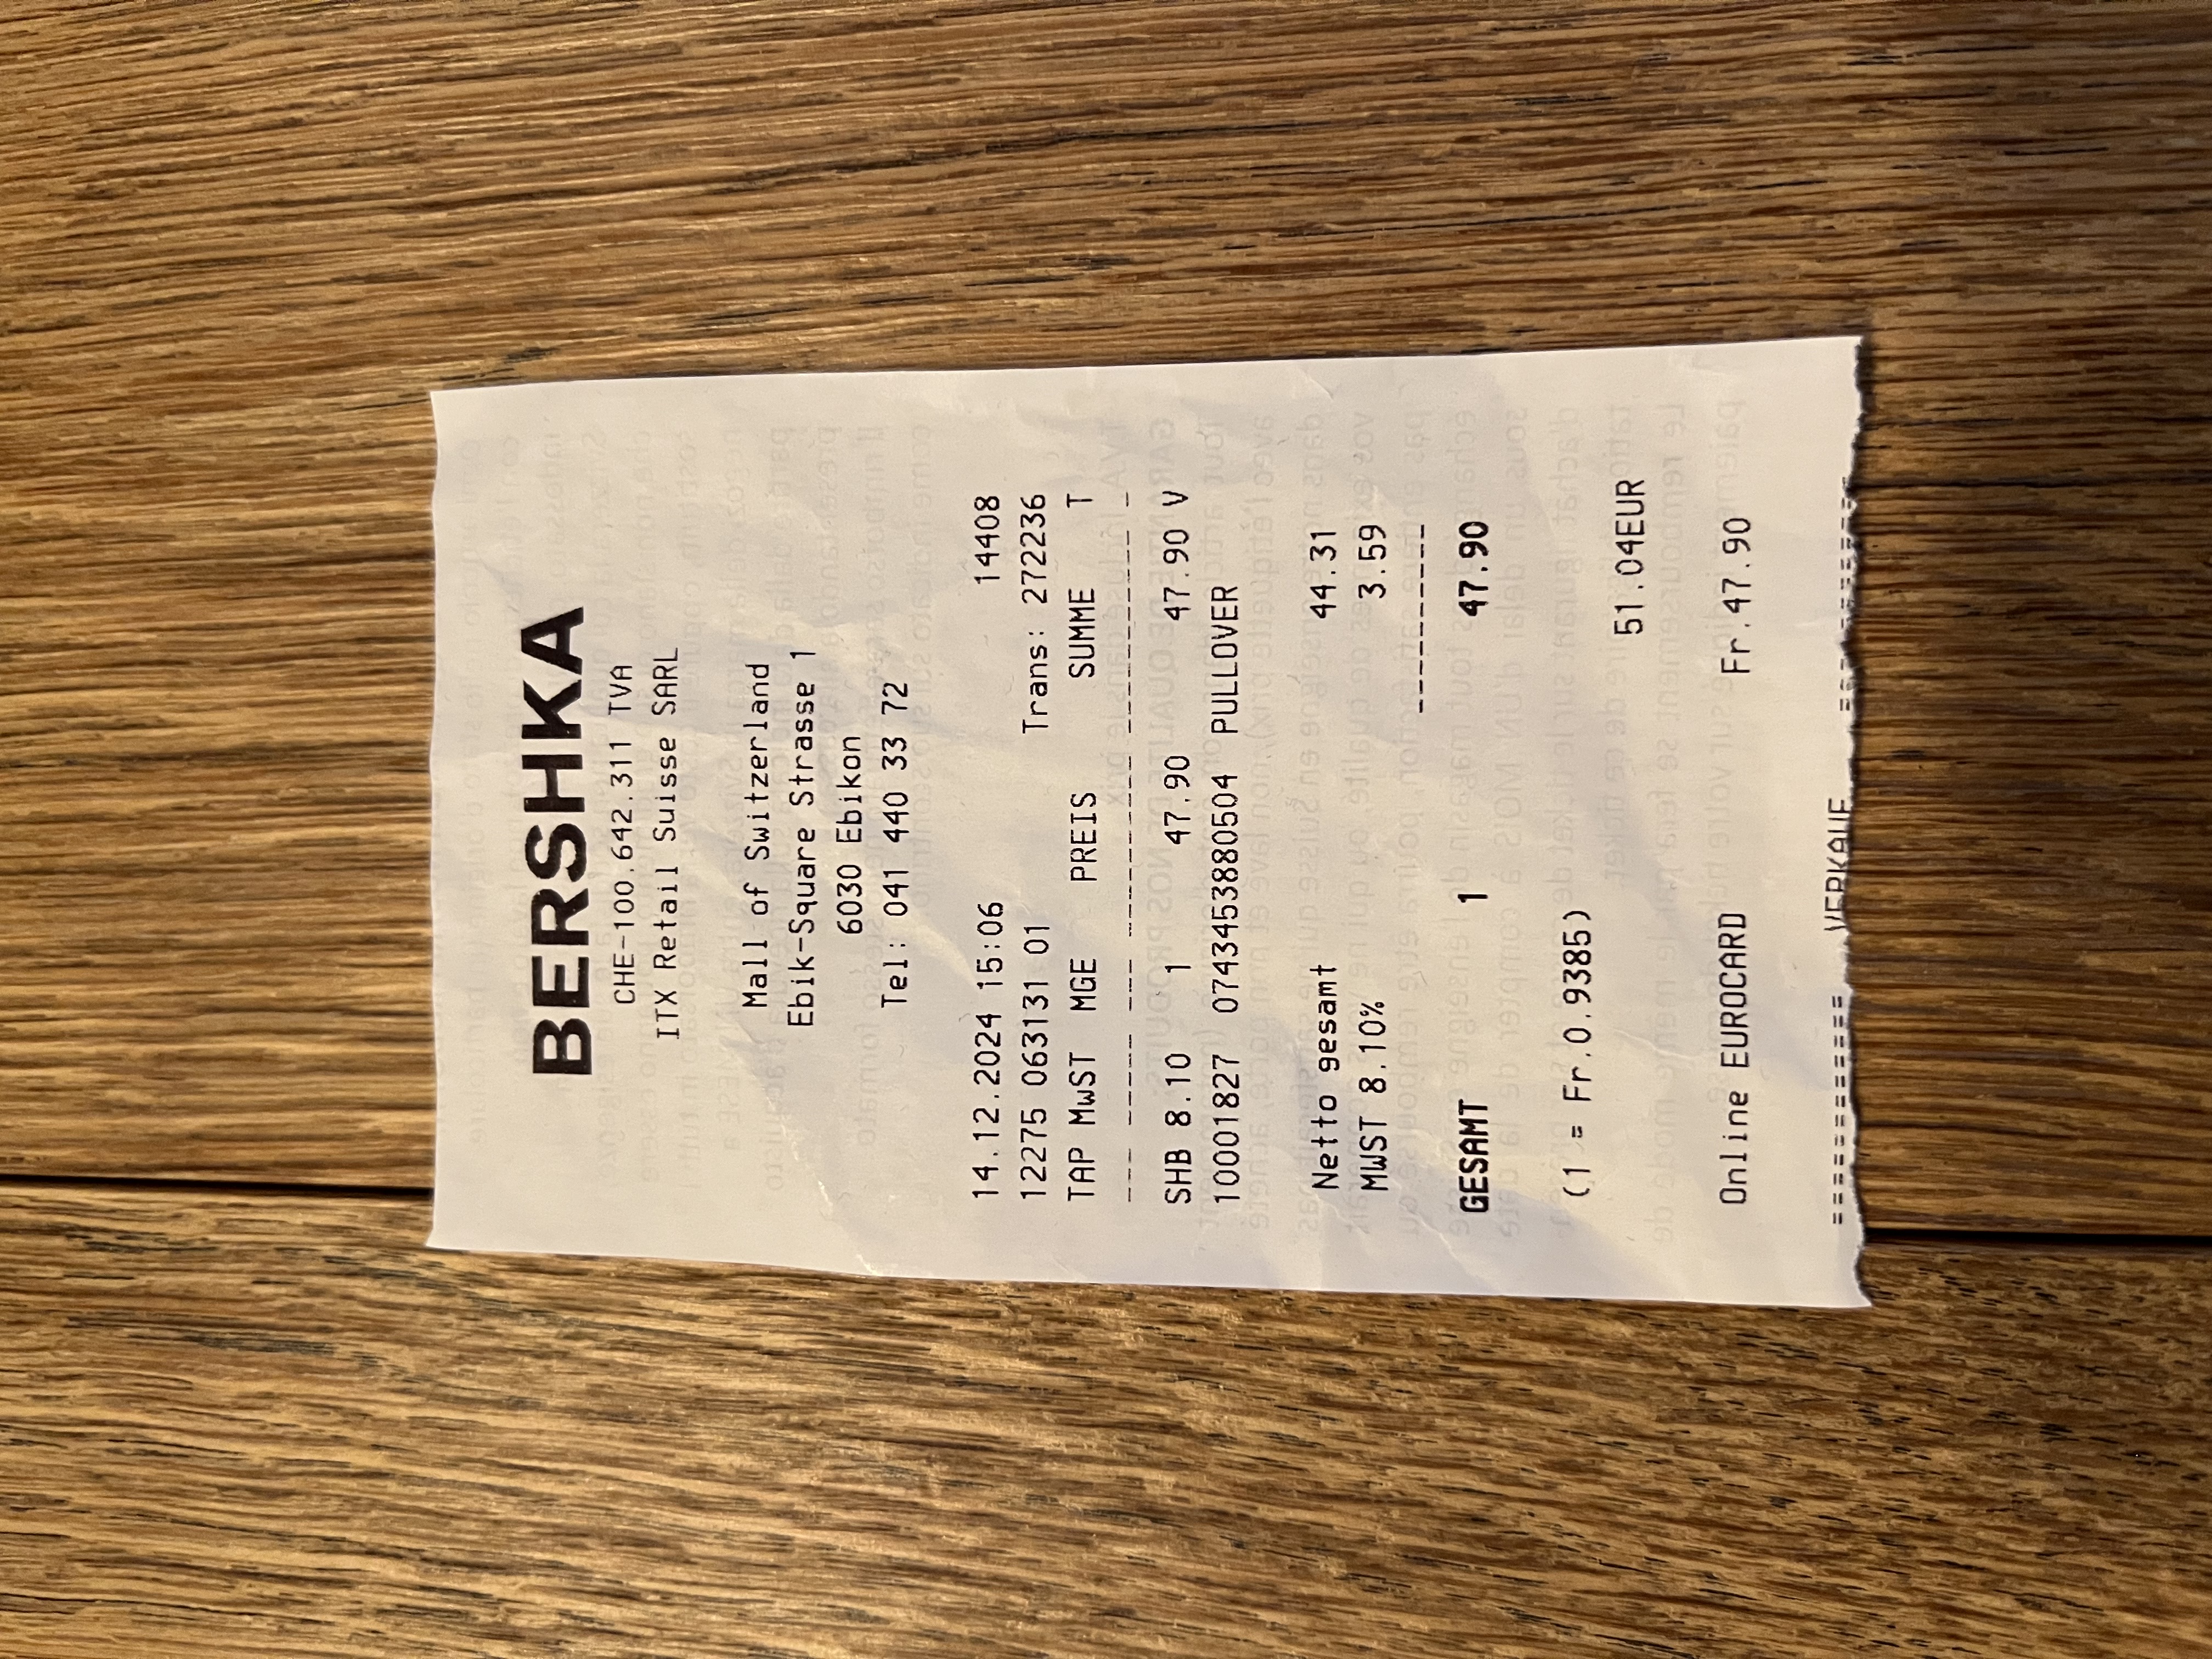 BERSHKA
CHE-100.642.311 TVA
ITX Retail Suisse SARL
Mall of Switzerland
Ebik-Square Strasse 1
6030 Ebikon
Tel: 041 440 33 72
14.12.2024 15:06 14408
12275 063131 01 Trans: 272236
TAP MwST MGE PREIS SUMME T
--- ----- --- ---------- ----------- -
SHB 8.10 1 47.90 47.90 V
10001827 0743453880504 PULLOVER
Netto gesamt 44.31
MWST 8.10% 3.59
----------
GESAMT 1 47.90
(1 = Fr.0.9385)
51.04EUR
Online EUROCARD Fr.47.90
============ VERKAUF ============